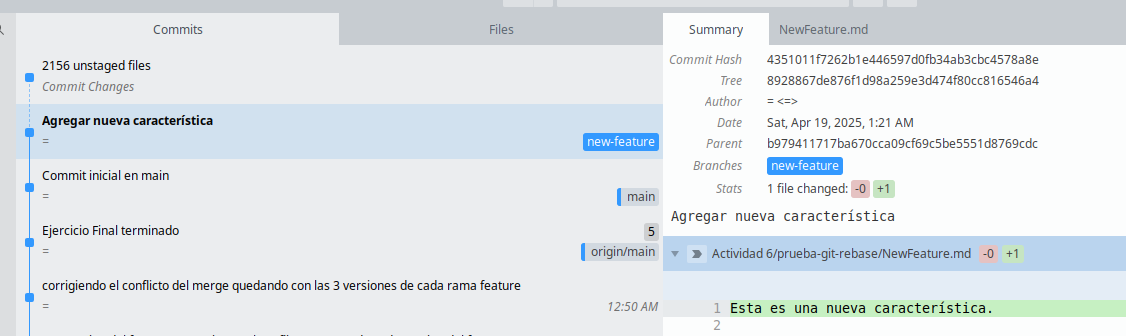 Commits
Files
2156 unstaged files
Commit Changes
Agregar nueva característica
=
new-feature
Commit inicial en main
=
main
Ejercicio Final terminado
5
=
origin/main
corrigiendo el conflicto del merge quedando con las 3 versiones de cada rama feature
=
12:50 AM
Summary
NewFeature.md
Commit Hash 4351011f7262b1e446597d0fb34ab3cbc4578a8e
Tree 8928867de876f1d98a259e3d474f80cc816546a4
Author = <=>
Date Sat, Apr 19, 2025, 1:21 AM
Parent b979411717ba670cca09cf69c5be5551d8769cdc
Branches new-feature
Stats 1 file changed: -0 +1
Agregar nueva característica
Actividad 6/prueba-git-rebase/NewFeature.md -0 +1
1 Esta es una nueva característica.
2